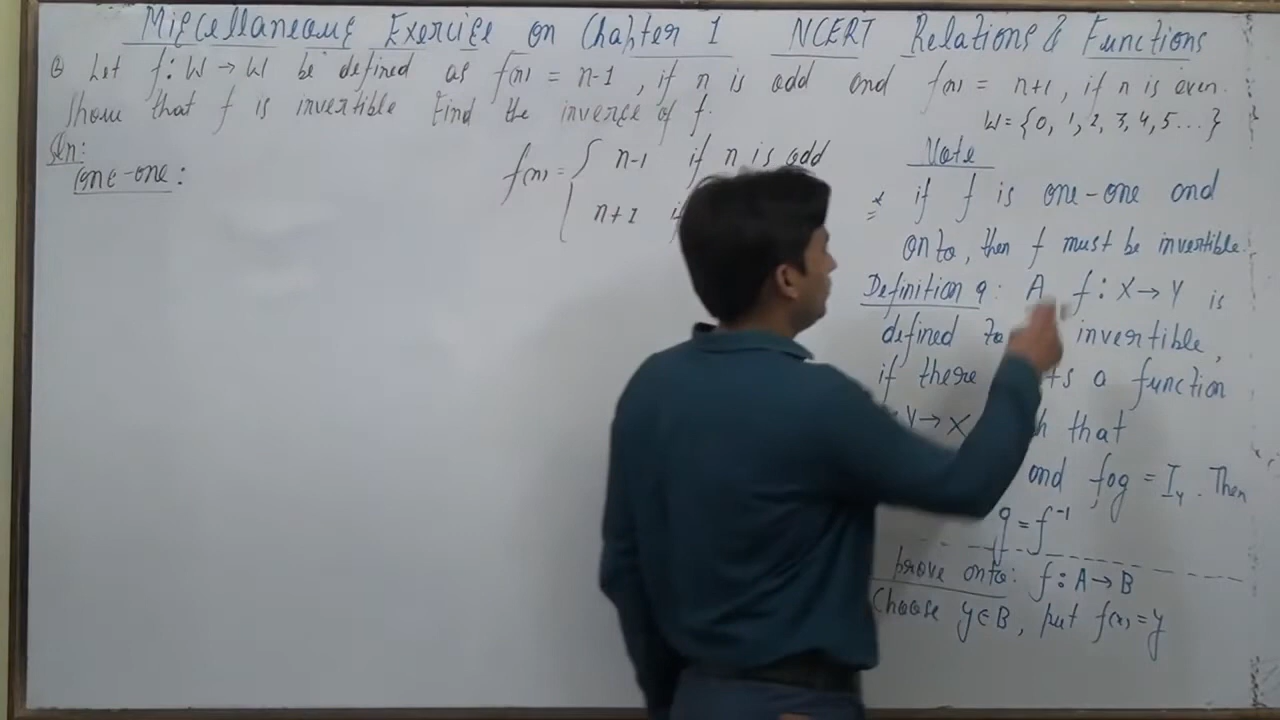 Miscellaneous Exercise on Chapter 1 NCERT Relations & Functions
Q Let f: W → W be defined as f(n) = n-1, if n is odd and f(n) = n+1, if n is even.
Show that f is invertible Find the inverse of f.
W = {0, 1, 2, 3, 4, 5...}
Sln:
one-one:
f(n) = { n-1 if n is odd
n+1 i
Note
* if f is one-one and
onto, then f must be invertible.
Definition 9: A f: X → Y is
defined to invertible,
if there a function
Y → X that
and fog = I_Y. Then
g = f⁻¹
prove onto: f: A → B
Choose y ∈ B, put f(x) = y